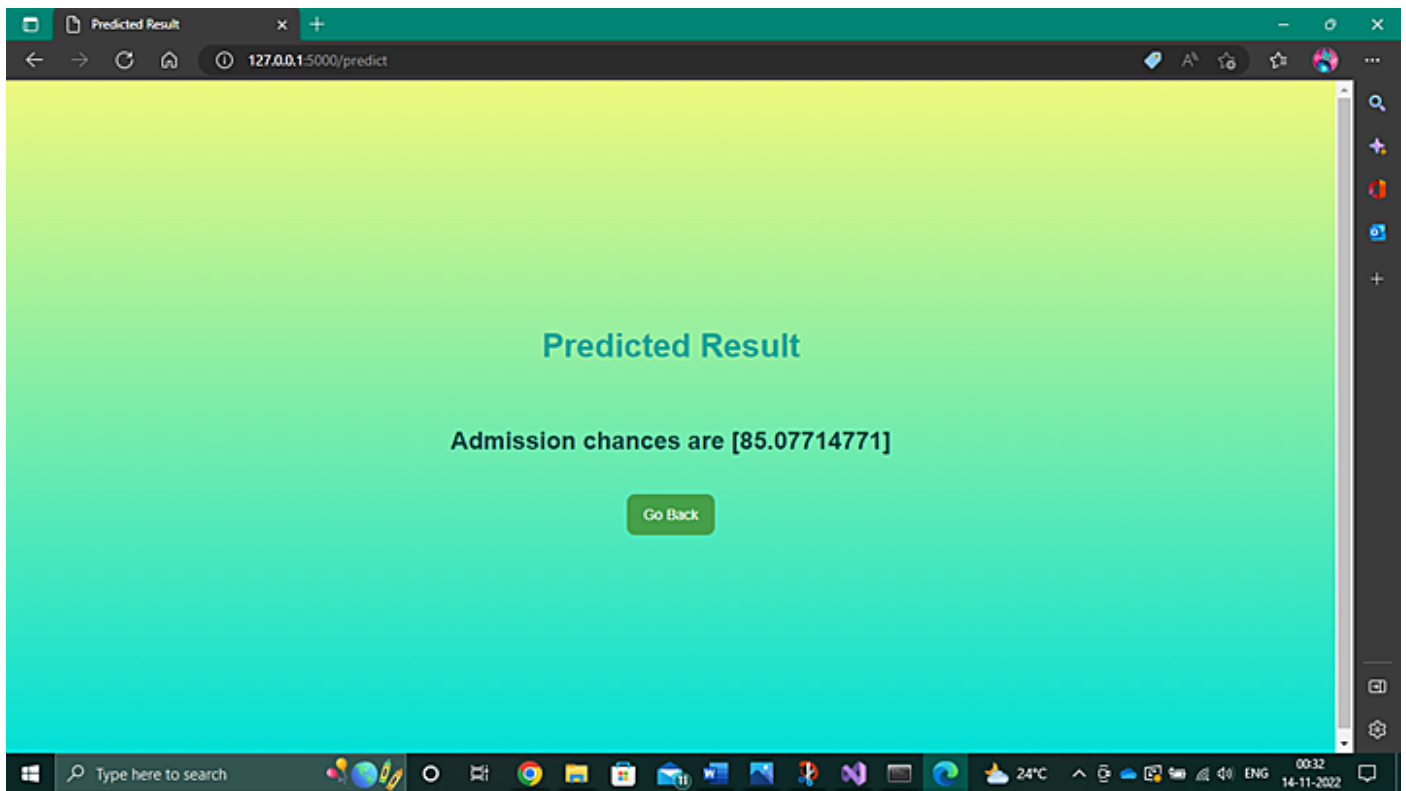 Predicted Result
127.0.0.1:5000/predict
Predicted Result
Admission chances are [85.07714771]
Go Back
Type here to search
11
24°C
ENG
00:32
14-11-2022